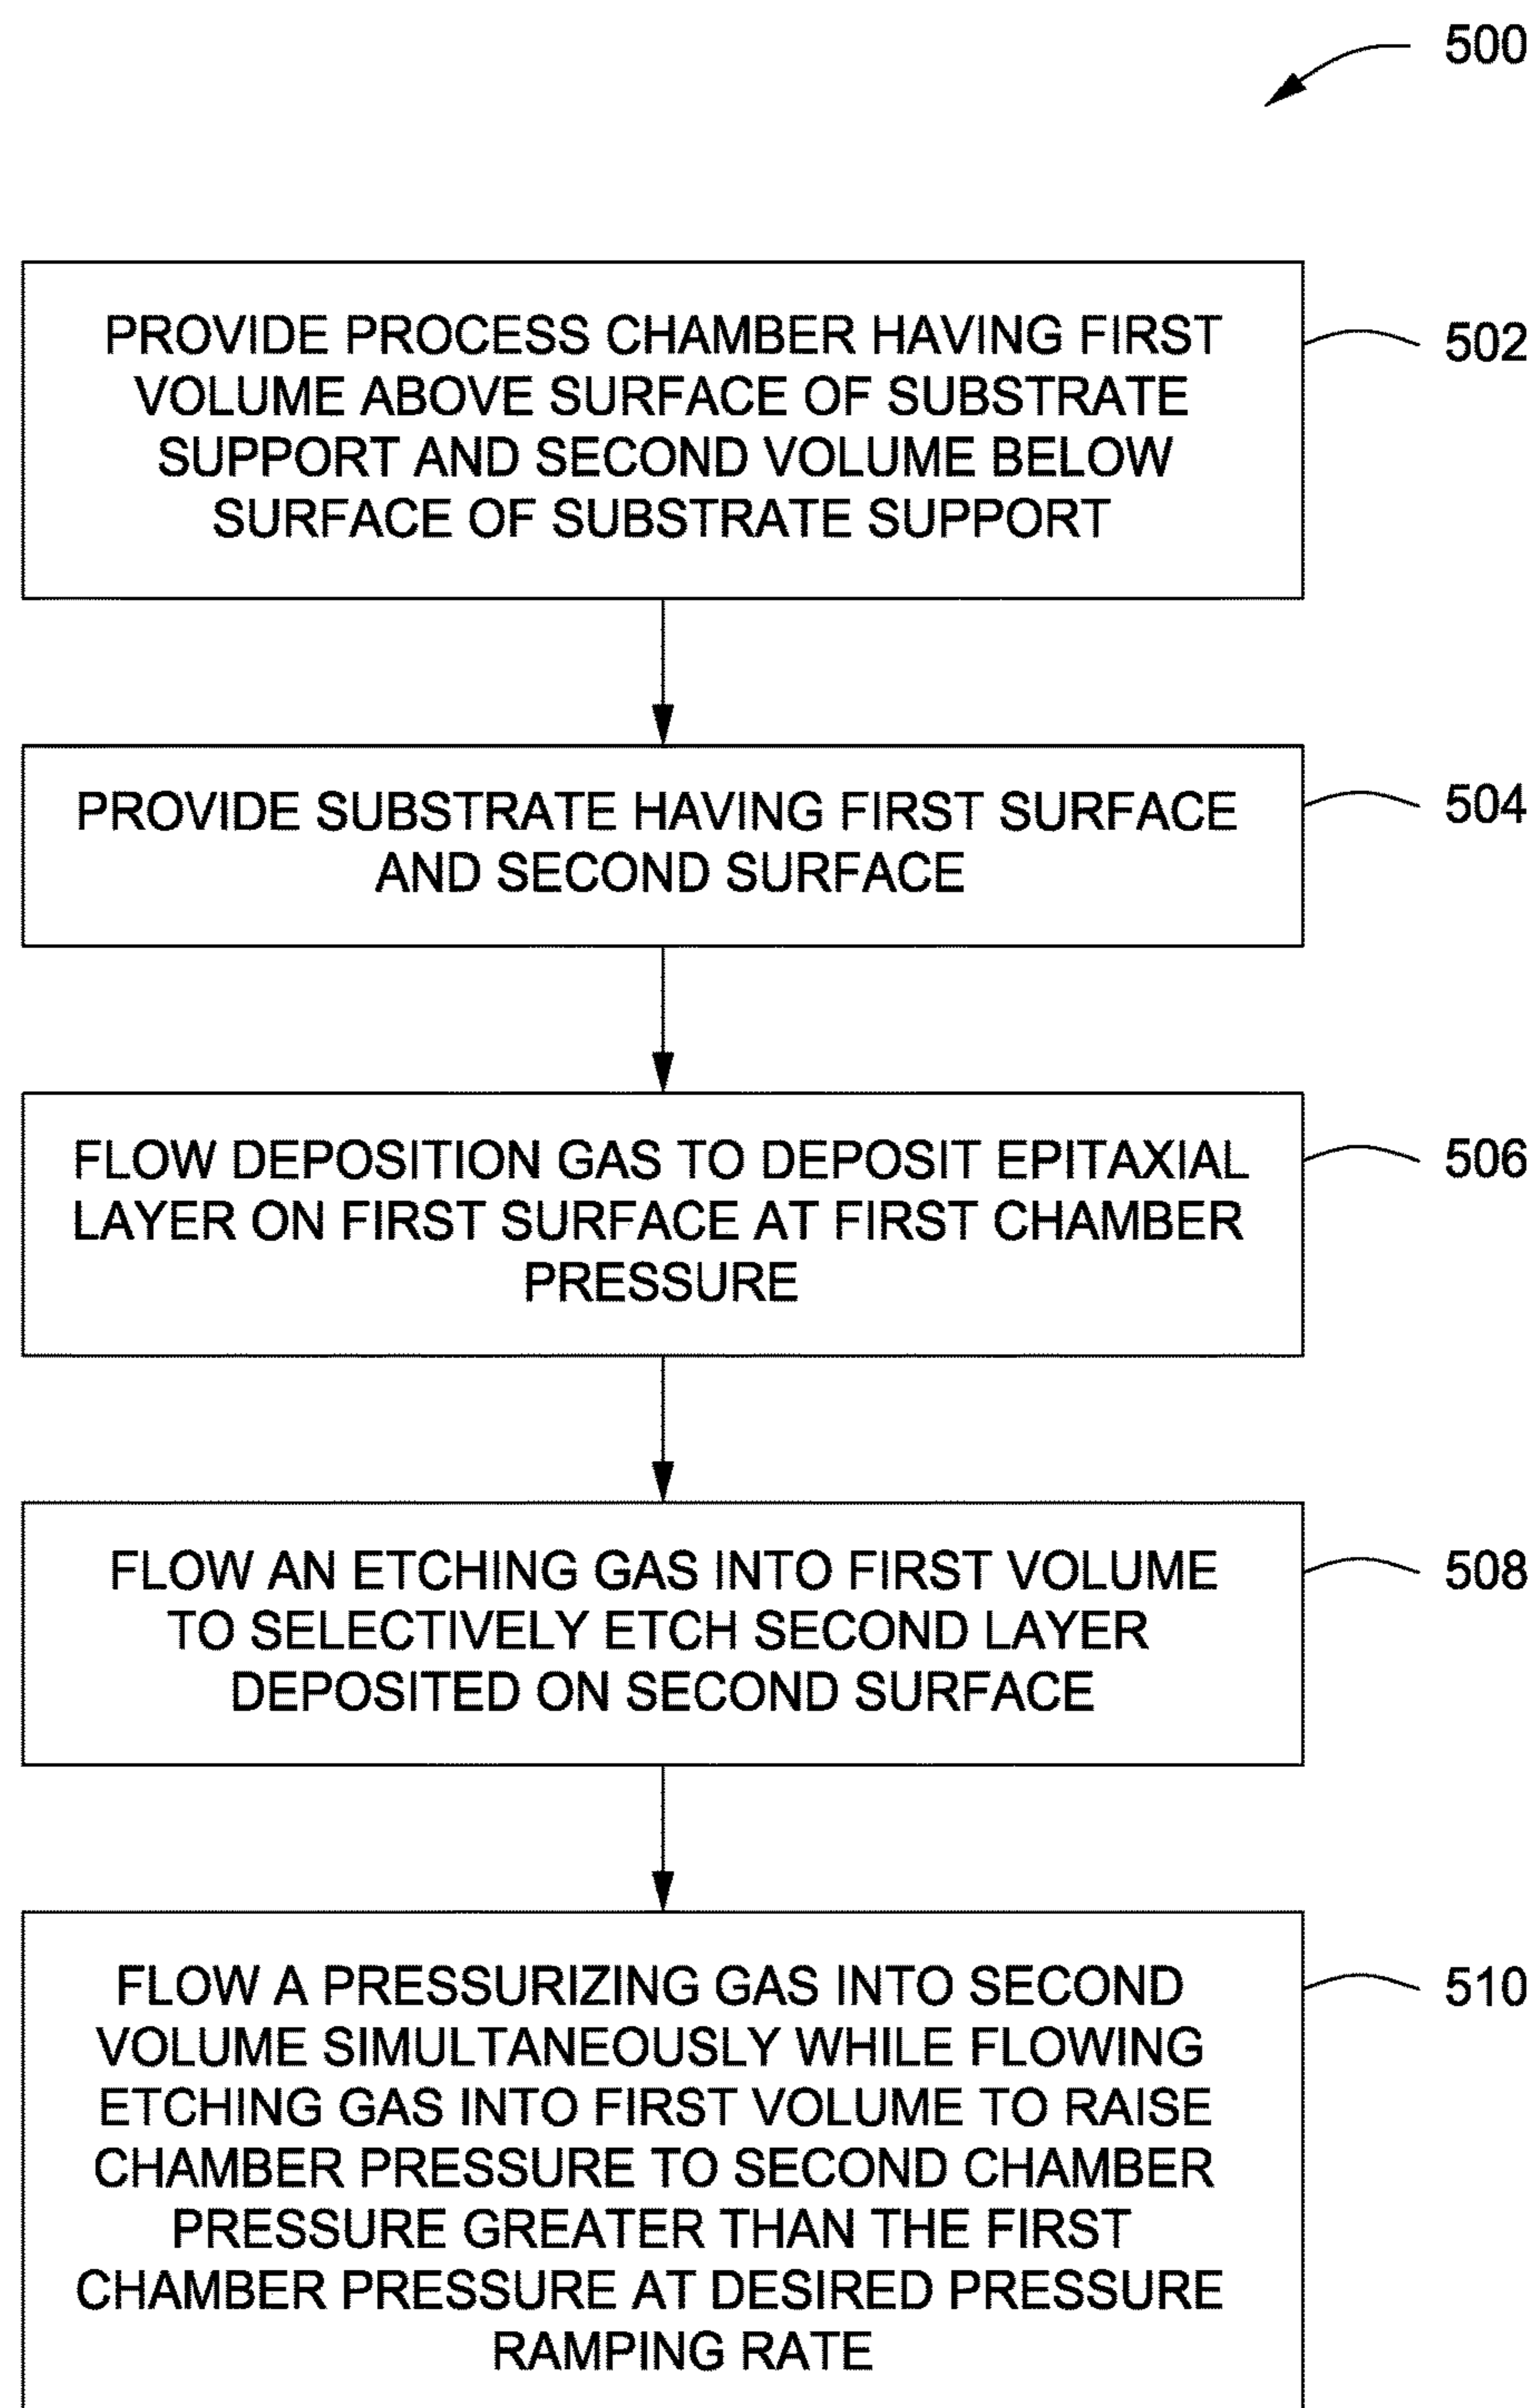 500
PROVIDE PROCESS CHAMBER HAVING FIRST
VOLUME ABOVE SURFACE OF SUBSTRATE
SUPPORT AND SECOND VOLUME BELOW
SURFACE OF SUBSTRATE SUPPORT
502
PROVIDE SUBSTRATE HAVING FIRST SURFACE
AND SECOND SURFACE
504
FLOW DEPOSITION GAS TO DEPOSIT EPITAXIAL
LAYER ON FIRST SURFACE AT FIRST CHAMBER
PRESSURE
506
FLOW AN ETCHING GAS INTO FIRST VOLUME
TO SELECTIVELY ETCH SECOND LAYER
DEPOSITED ON SECOND SURFACE
508
FLOW A PRESSURIZING GAS INTO SECOND
VOLUME SIMULTANEOUSLY WHILE FLOWING
ETCHING GAS INTO FIRST VOLUME TO RAISE
CHAMBER PRESSURE TO SECOND CHAMBER
PRESSURE GREATER THAN THE FIRST
CHAMBER PRESSURE AT DESIRED PRESSURE
RAMPING RATE
510